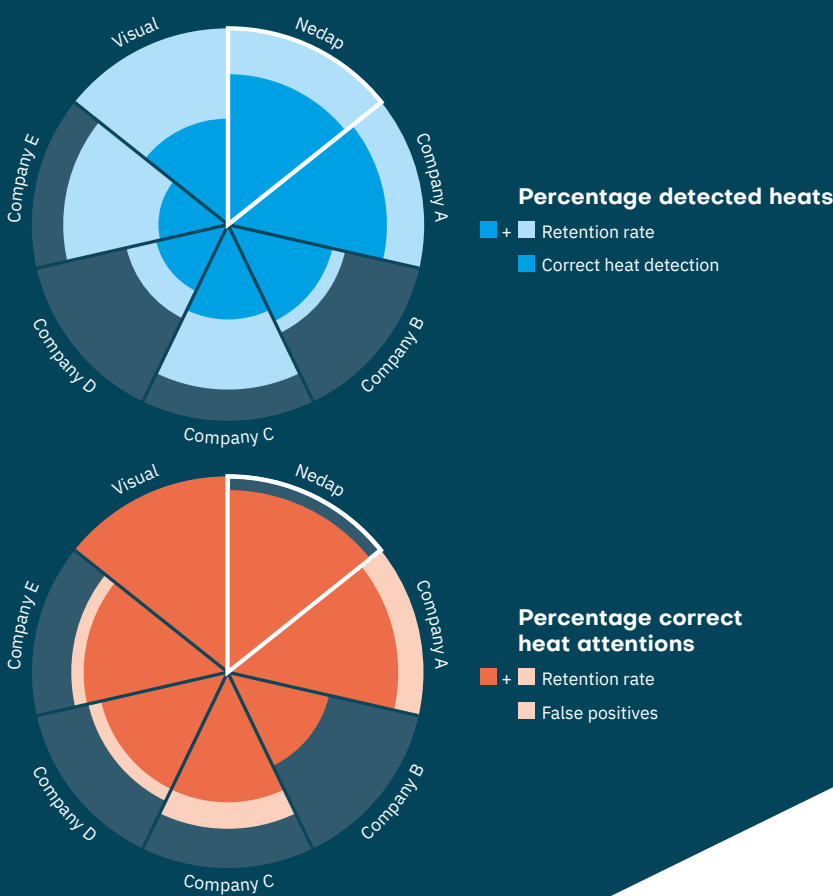 Visual
Nedap
Company A
Company B
Company C
Company D
Company E
Percentage detected heats
+ Retention rate
Correct heat detection
Visual
Nedap
Company A
Company B
Company C
Company D
Company E
Percentage correct
heat attentions
+ Retention rate
False positives